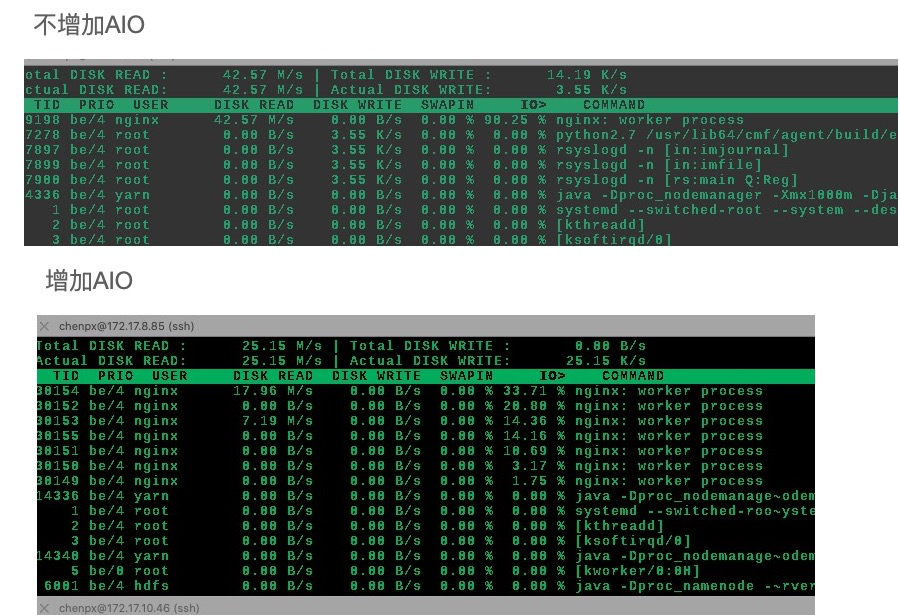 不增加AIO
otal DISK READ : 42.57 M/s | Total DISK WRITE : 14.19 K/s
ctual DISK READ: 42.57 M/s | Actual DISK WRITE: 3.55 K/s
TID PRIO USER DISK READ DISK WRITE SWAPIN IO> COMMAND
9198 be/4 nginx 42.57 M/s 0.00 B/s 0.00 % 90.25 % nginx: worker process
7278 be/4 root 0.00 B/s 3.55 K/s 0.00 % 0.00 % python2.7 /usr/lib64/cmf/agent/build/e
7897 be/4 root 0.00 B/s 3.55 K/s 0.00 % 0.00 % rsyslogd -n [in:imjournal]
7899 be/4 root 0.00 B/s 3.55 K/s 0.00 % 0.00 % rsyslogd -n [in:imfile]
7900 be/4 root 0.00 B/s 3.55 K/s 0.00 % 0.00 % rsyslogd -n [rs:main Q:Reg]
4336 be/4 yarn 0.00 B/s 0.00 B/s 0.00 % 0.00 % java -Dproc_nodemanager -Xmx1000m -Dja
1 be/4 root 0.00 B/s 0.00 B/s 0.00 % 0.00 % systemd --switched-root --system --des
2 be/4 root 0.00 B/s 0.00 B/s 0.00 % 0.00 % [kthreadd]
3 be/4 root 0.00 B/s 0.00 B/s 0.00 % 0.00 % [ksoftirqd/0]
增加AIO
chenpx@172.17.8.85 (ssh)
Total DISK READ : 25.15 M/s | Total DISK WRITE : 0.00 B/s
Actual DISK READ: 25.15 M/s | Actual DISK WRITE: 25.15 K/s
TID PRIO USER DISK READ DISK WRITE SWAPIN IO> COMMAND
30154 be/4 nginx 17.96 M/s 0.00 B/s 0.00 % 33.71 % nginx: worker process
30152 be/4 nginx 0.00 B/s 0.00 B/s 0.00 % 20.80 % nginx: worker process
30153 be/4 nginx 7.19 M/s 0.00 B/s 0.00 % 14.36 % nginx: worker process
30155 be/4 nginx 0.00 B/s 0.00 B/s 0.00 % 14.16 % nginx: worker process
30151 be/4 nginx 0.00 B/s 0.00 B/s 0.00 % 10.69 % nginx: worker process
30150 be/4 nginx 0.00 B/s 0.00 B/s 0.00 % 3.17 % nginx: worker process
30149 be/4 nginx 0.00 B/s 0.00 B/s 0.00 % 1.75 % nginx: worker process
14336 be/4 yarn 0.00 B/s 0.00 B/s 0.00 % 0.00 % java -Dproc_nodemanage~odem
1 be/4 root 0.00 B/s 0.00 B/s 0.00 % 0.00 % systemd --switched-roo~yste
2 be/4 root 0.00 B/s 0.00 B/s 0.00 % 0.00 % [kthreadd]
3 be/4 root 0.00 B/s 0.00 B/s 0.00 % 0.00 % [ksoftirqd/0]
14340 be/4 yarn 0.00 B/s 0.00 B/s 0.00 % 0.00 % java -Dproc_nodemanage~odem
5 be/0 root 0.00 B/s 0.00 B/s 0.00 % 0.00 % [kworker/0:0H]
6001 be/4 hdfs 0.00 B/s 0.00 B/s 0.00 % 0.00 % java -Dproc_namenode -~rver
chenpx@172.17.10.46 (ssh)